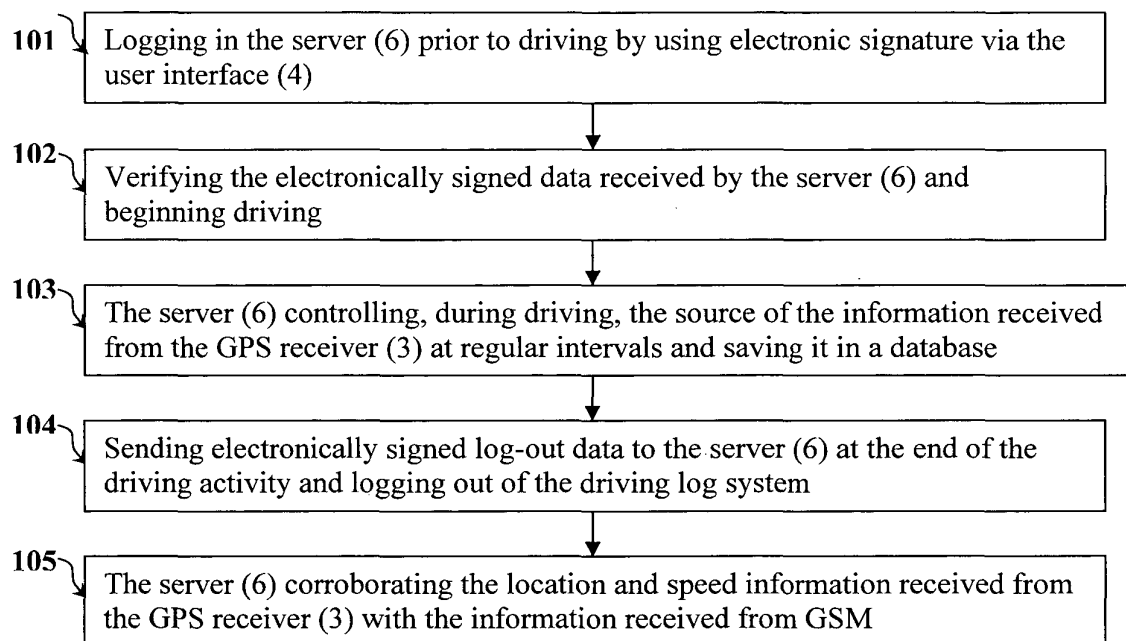 101 Logging in the server (6) prior to driving by using electronic signature via the
user interface (4)
102 Verifying the electronically signed data received by the server (6) and
beginning driving
103 The server (6) controlling, during driving, the source of the information received
from the GPS receiver (3) at regular intervals and saving it in a database
104 Sending electronically signed log-out data to the server (6) at the end of the
driving activity and logging out of the driving log system
105 The server (6) corroborating the location and speed information received from
the GPS receiver (3) with the information received from GSM